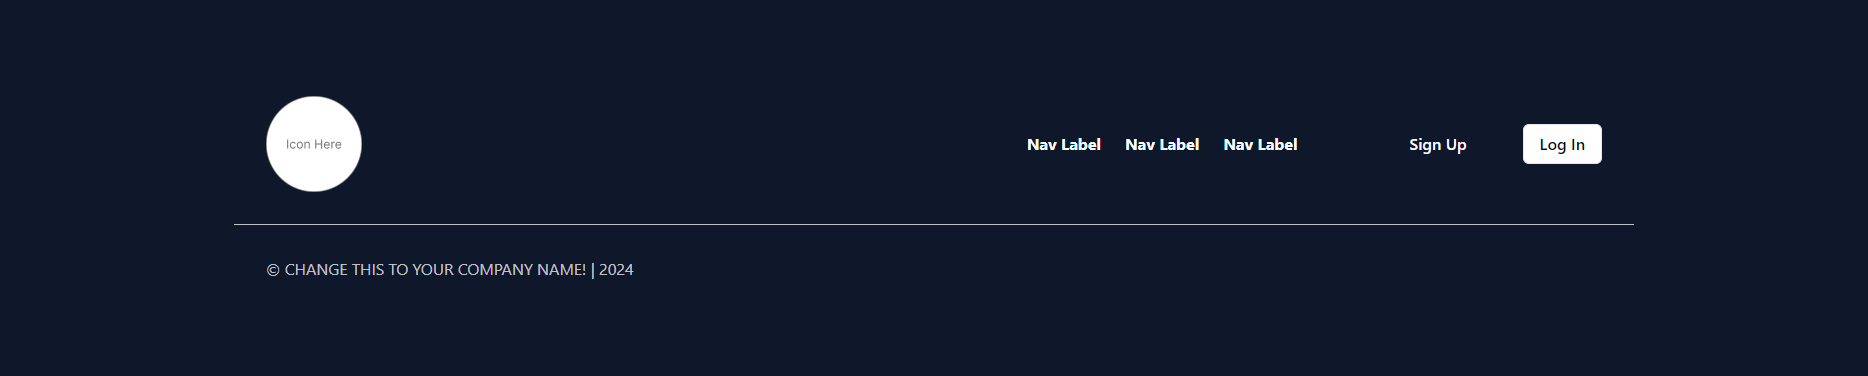 Icon Here
Nav Label Nav Label Nav Label Sign Up Log In
© CHANGE THIS TO YOUR COMPANY NAME! | 2024